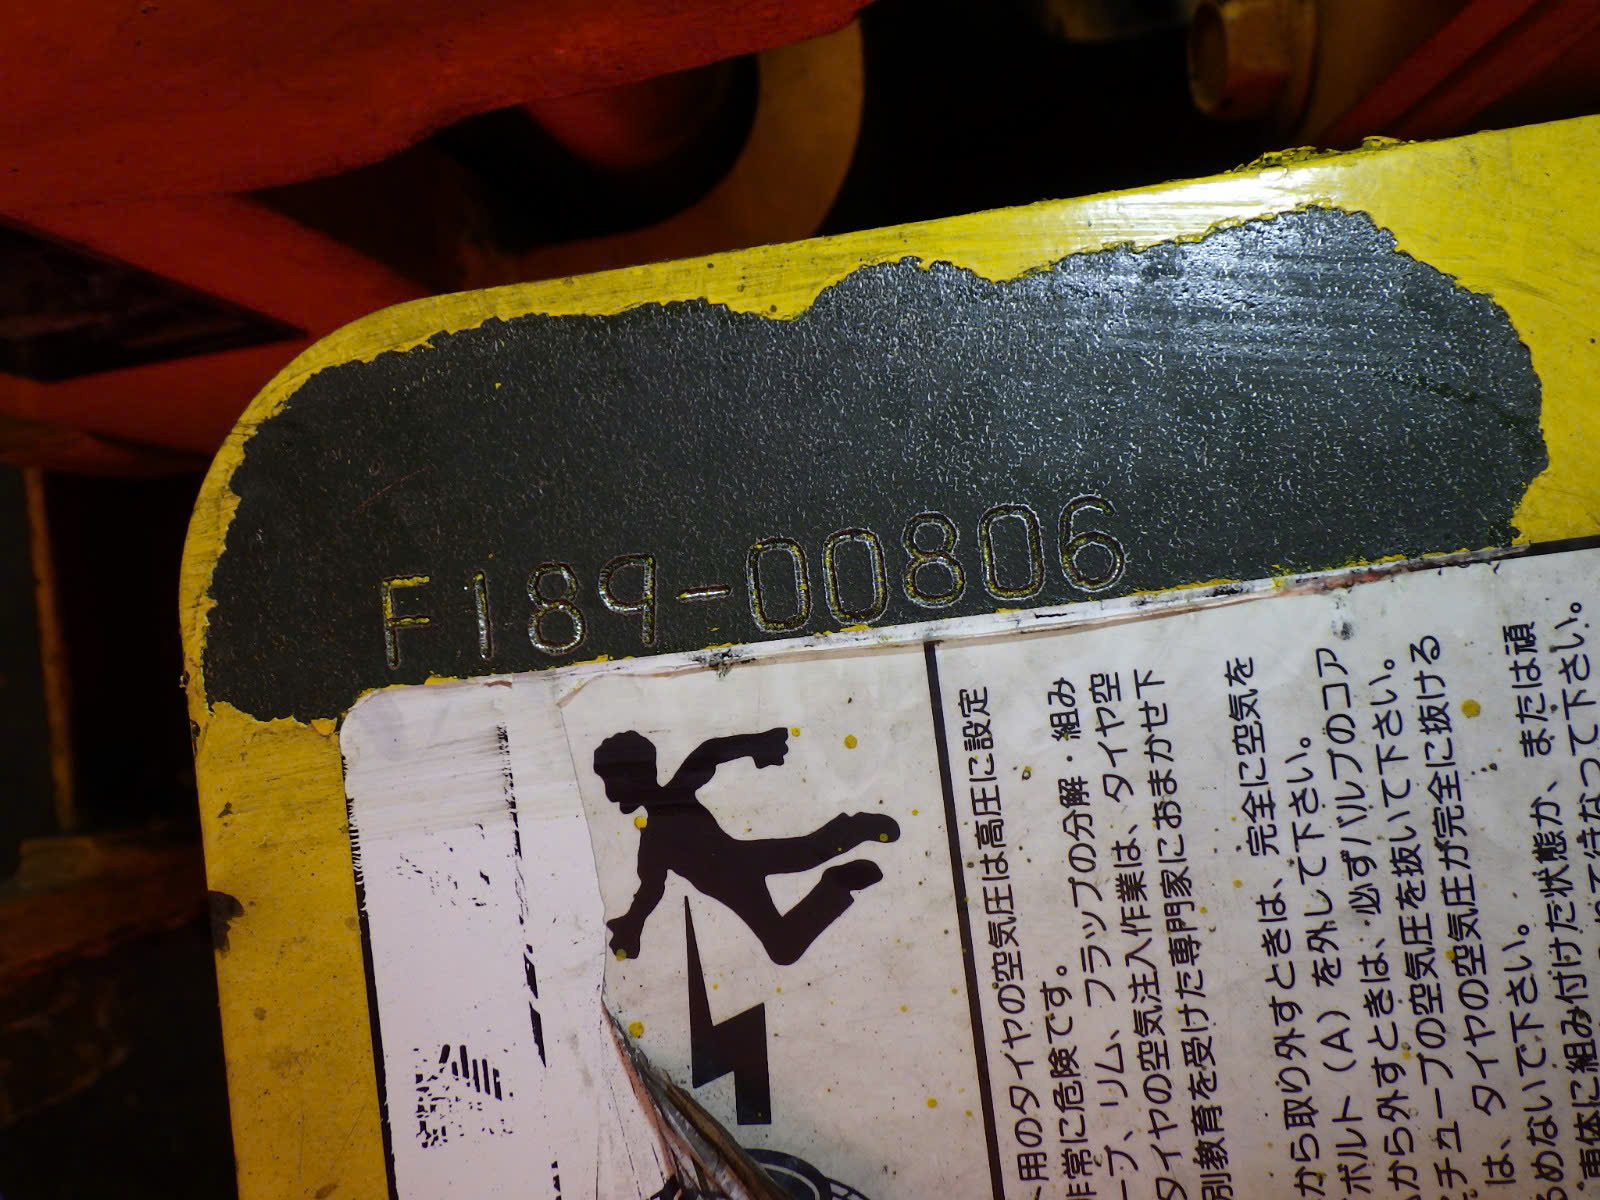 F189-00806
用のタイヤの空気圧は高圧に設定
非常に危険です。
ーブ、リム、フラップの分解・組み
タイヤの空気注入作業は、タイヤ空
別教育を受けた専門家におまかせ下
から取り外すときは、完全に空気を
ボルト(A)を外して下さい。
から外すときは、必ずバルブのコア
チューブの空気圧を抜いて下さい。
は、タイヤの空気圧が完全に抜ける
めないで下さい。
車体に組み付けた状態か、または頑
って下さい。